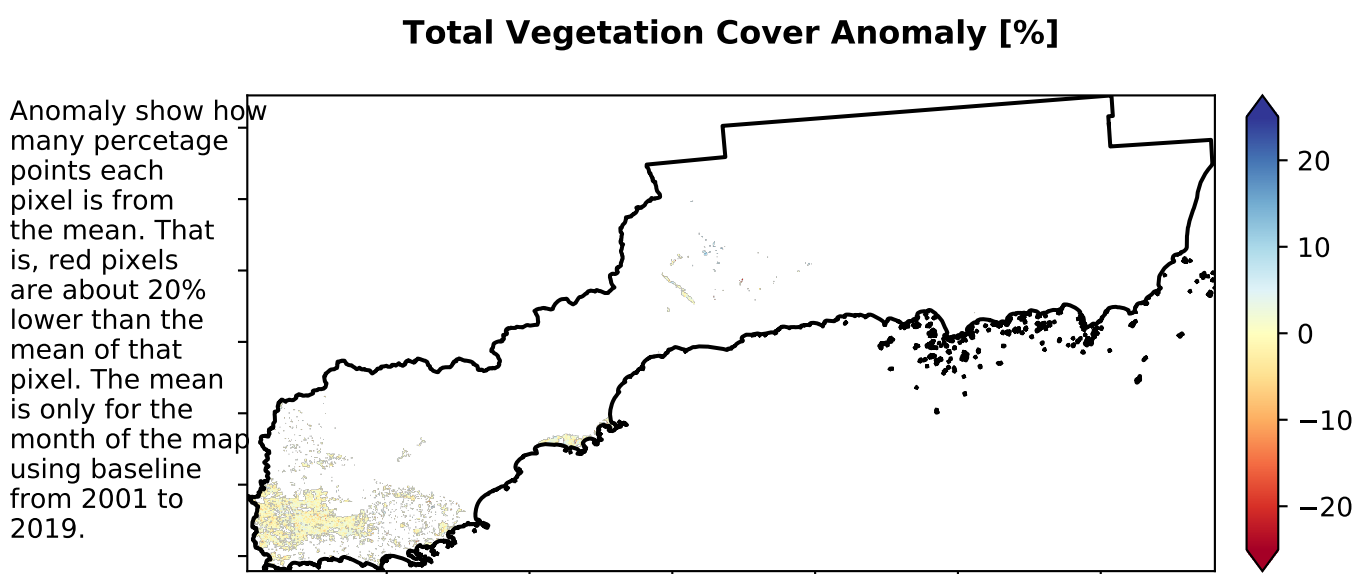 Total Vegetation Cover Anomaly [%]
Anomaly show how
many percetage
points each
pixel is from
the mean. That
is, red pixels
are about 20%
lower than the
mean of that
pixel. The mean
is only for the
month of the map
using baseline
from 2001 to
2019.
20
10
0
−10
−20